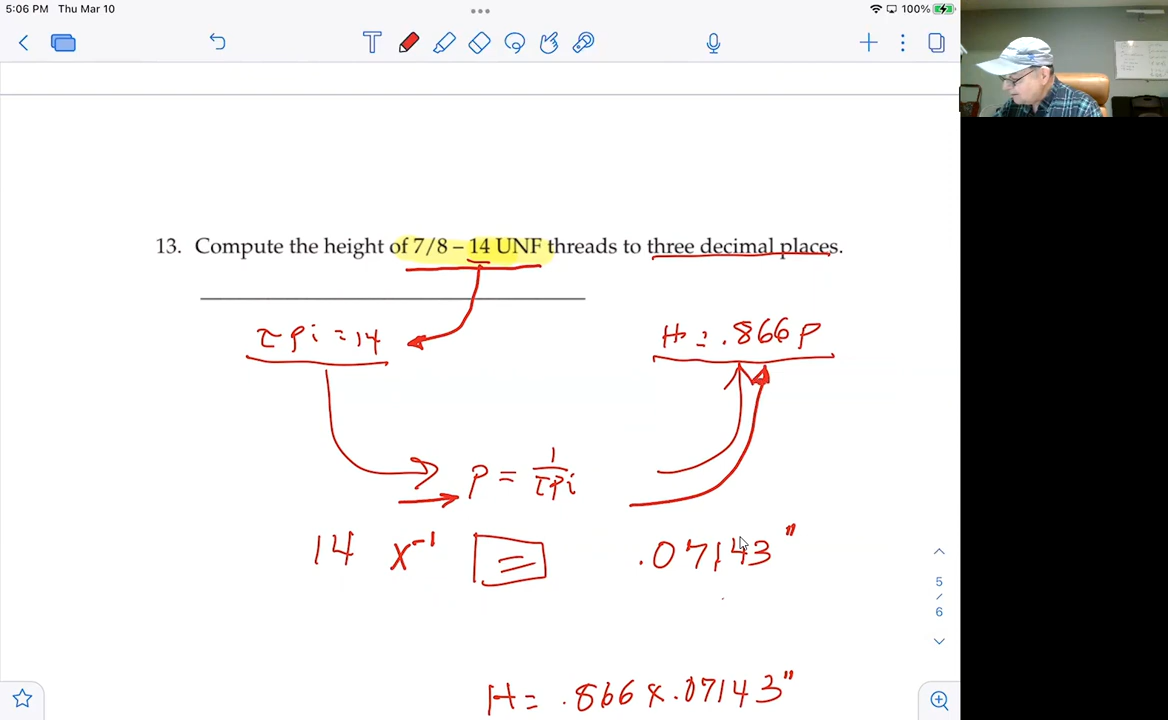 5:06 PM Thu Mar 10
100%
13. Compute the height of 7/8 – 14 UNF threads to three decimal places.
TPi = 14
H = .866 P
P = 1/TPi
14 x⁻¹ = .07143"
H = .866 x .07143"
5
/
6